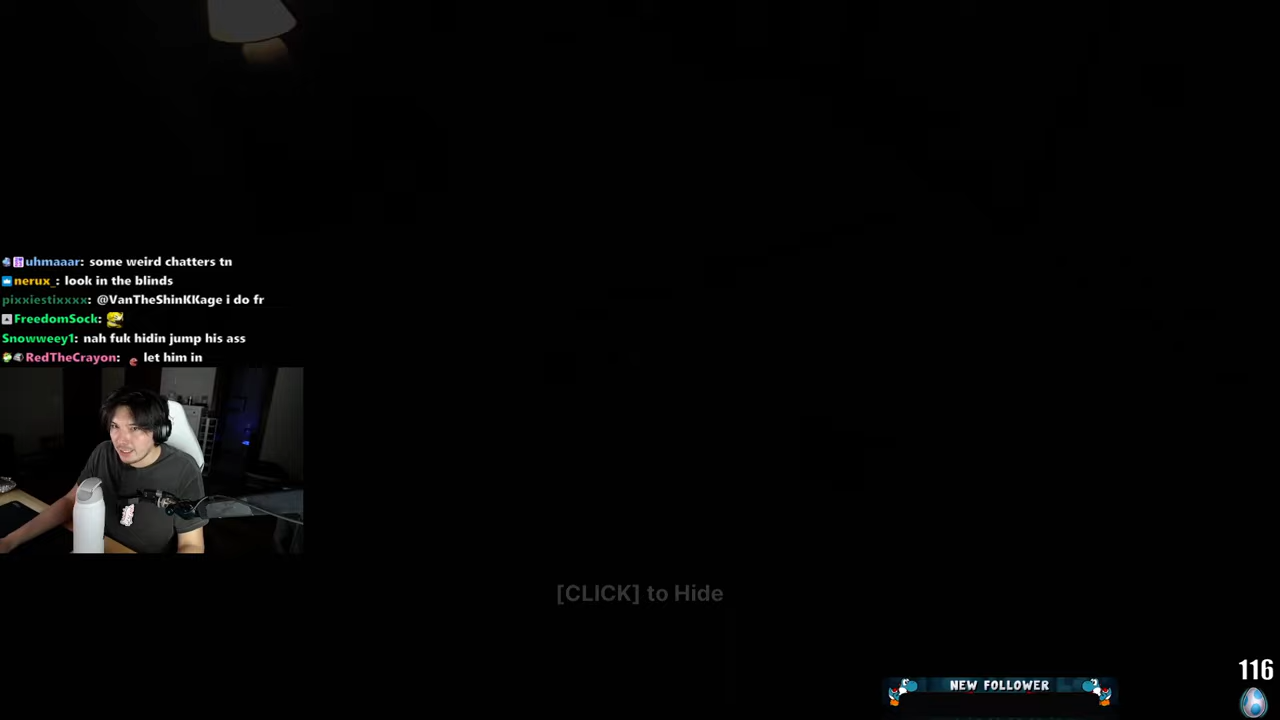 uhmaaar: some weird chatters tn
nerux_: look in the blinds
pixxiestixxxx: @VanTheShinKKage i do fr
FreedomSock:
Snowweey1: nah fuk hidin jump his ass
RedTheCrayon: let him in
[CLICK] to Hide
116
NEW FOLLOWER